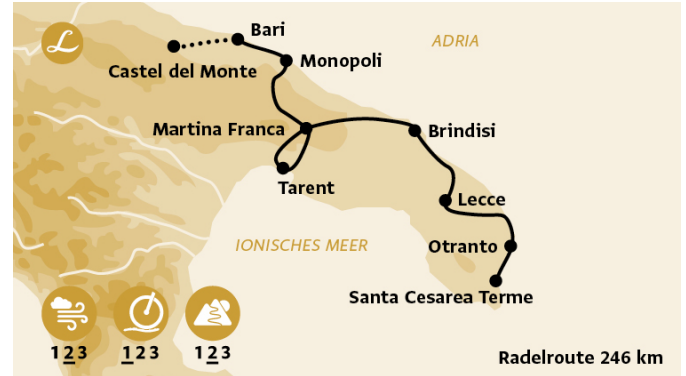 L
Bari
ADRIA
Castel del Monte
Monopoli
Martina Franca
Brindisi
Tarent
Lecce
IONISCHES MEER
Otranto
Santa Cesarea Terme
123 123 123
Radelroute 246 km